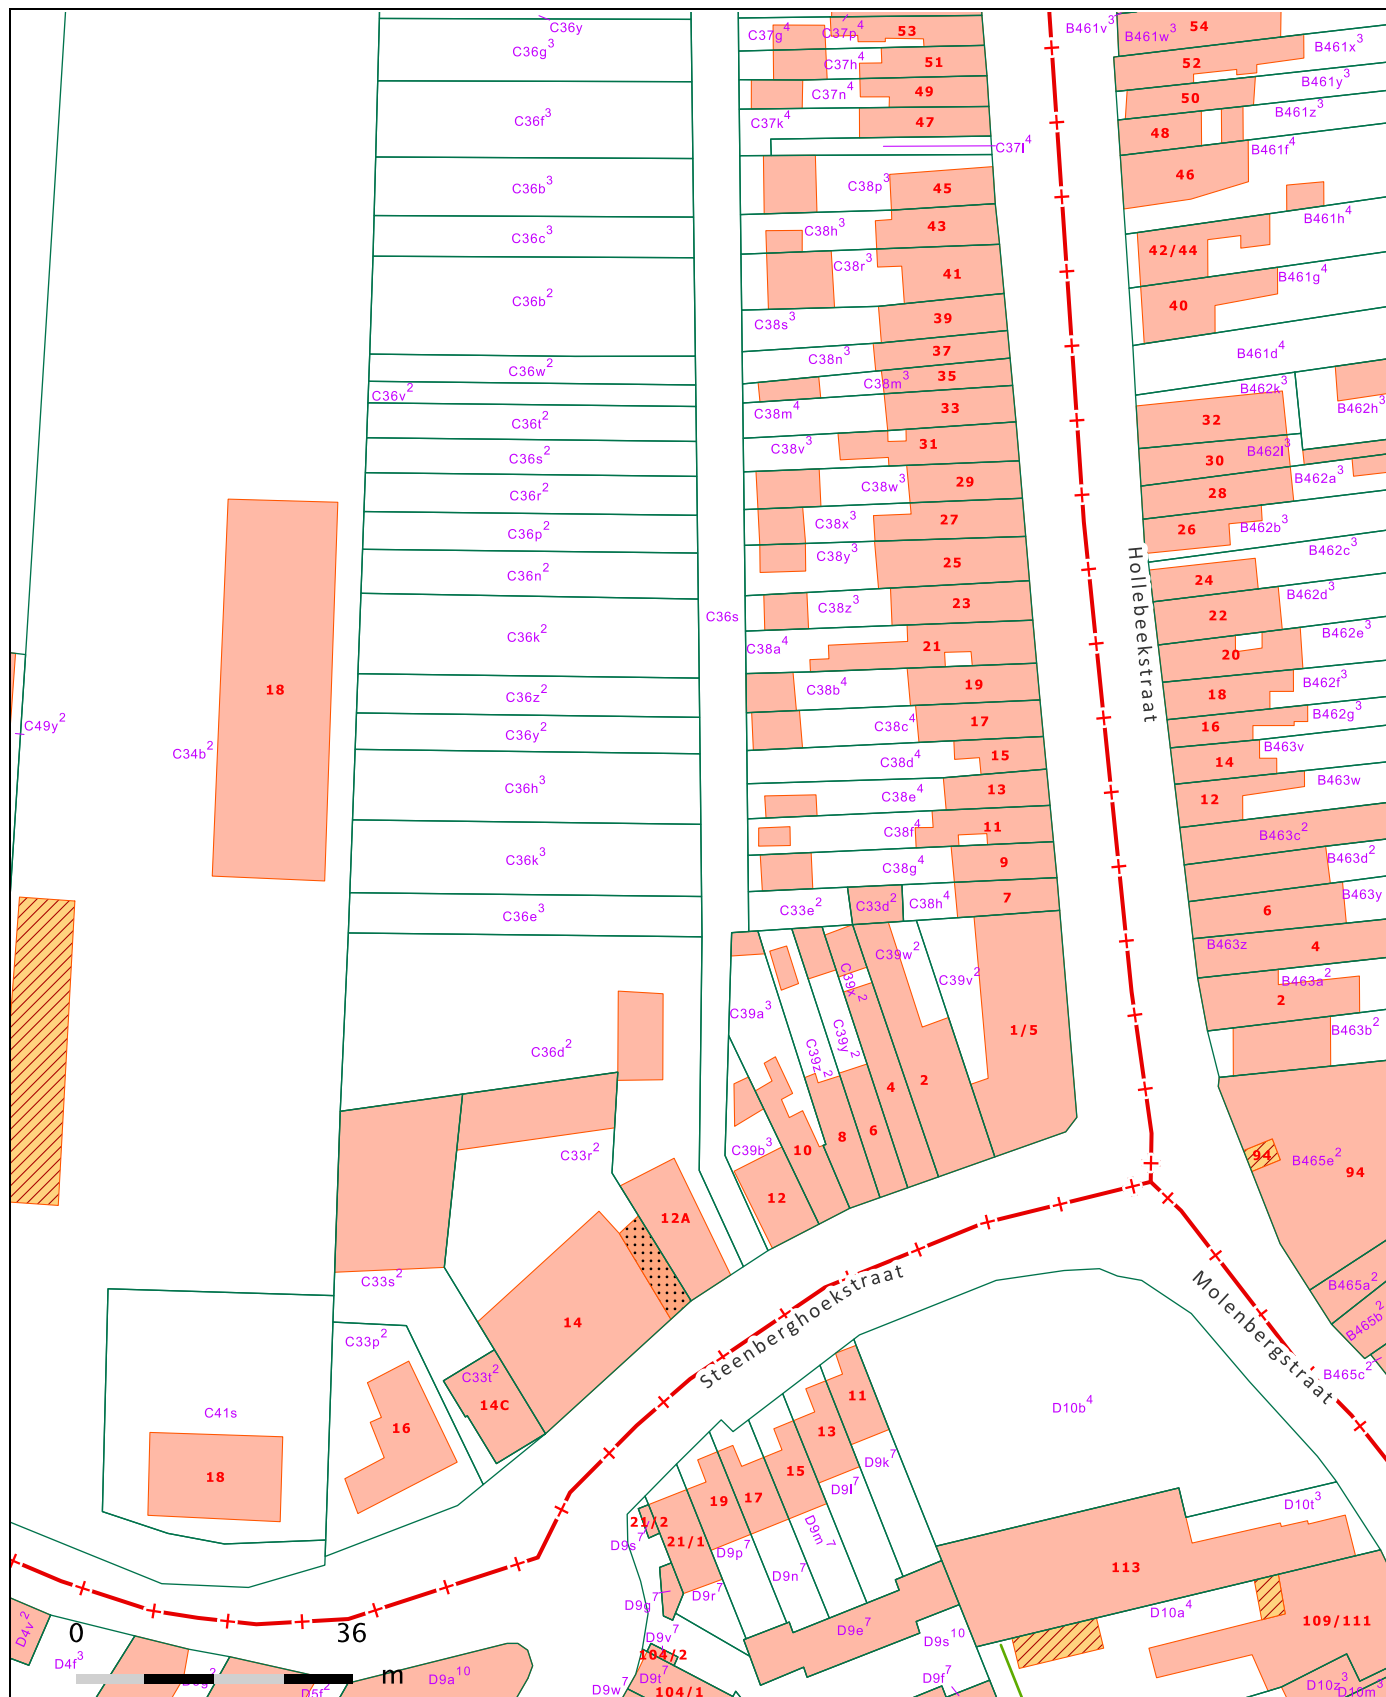 C36y
C37g⁴
C37p⁴
53
B461v³
B461w³
54
C36g³
C37h⁴
51
52
B461x³
C37n⁴
49
50
B461y³
C36f³
C37k⁴
47
48
B461z³
C37l⁴
B461f⁴
C36b³
C38p³
45
46
C36c³
C38h³
43
B461h⁴
42/44
C36b²
C38r³
41
B461g⁴
40
C38s³
39
C38n³
37
B461d⁴
C36w²
C38m³
35
B462k³
C36v²
C38m⁴
33
B462h³
C36t²
32
C36s²
C38v³
31
B462l³
30
C36r²
C38w³
29
28
B462a³
C36p²
C38x³
27
26
B462b³
C38y³
25
B462c³
C36n²
24
C38z³
23
22
B462d³
Hollebeekstraat
C36s
C36k²
C38a⁴
21
20
B462e³
18
C36z²
C38b⁴
19
18
B462f³
C49y²
C34b²
C36y²
C38c⁴
17
16
B462g³
C38d⁴
15
14
B463v
C36h³
C38e⁴
13
12
B463w
C38f⁴
11
B463c²
C36k³
C38g⁴
9
B463d²
C33e²
C33d²
C38h⁴
7
6
B463y
C36e³
C39w²
B463z
4
C39x²
C39v²
B463a²
2
C39a³
C39y²
1/5
B463b²
C36d²
C39z²
4
2
C33r²
C39b³
10
8
6
94
B465e²
94
12
12A
C33s²
Steenberghoekstraat
Molenbergstraat
B465a²
B465b²
14
C33p²
C33t²
B465c²
14C
C41s
16
11
D10b⁴
18
13
D9k⁷
15
D9l⁷
19
17
D9m⁷
D10t³
21/2
D9s⁷
21/1
D9p⁷
D9n⁷
113
D9g⁷
D9r⁷
D10a⁴
109/111
D4v²
0
36
D9v⁷
D9e⁷
D9s¹⁰
D4f³
104/2
D9a¹⁰
D9t⁷
D9f⁷
m
D5f²
D9w⁷
104/1
D10z³
D10m³